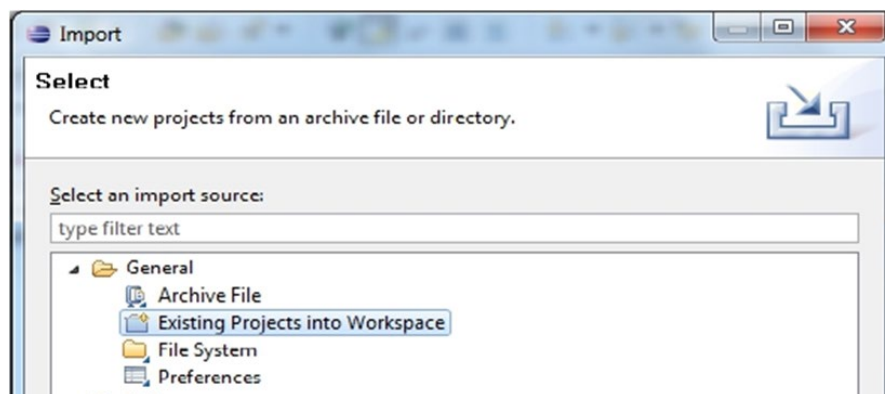 Import
Select
Create new projects from an archive file or directory.
Select an import source:
type filter text
General
Archive File
Existing Projects into Workspace
File System
Preferences